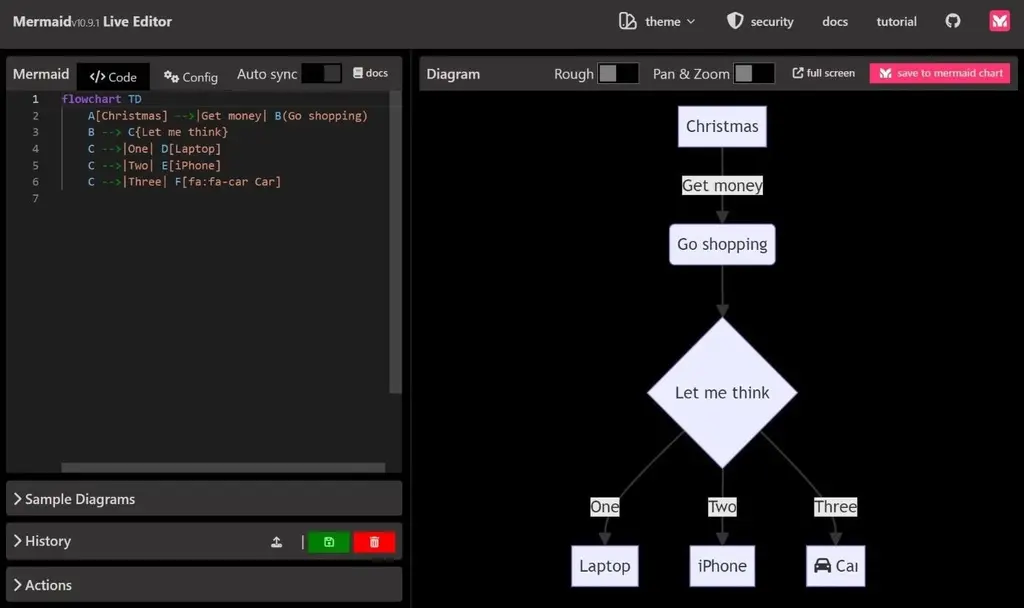 Mermaid v10.9.1 Live Editor
theme
security
docs
tutorial
Mermaid
</> Code
Config
Auto sync
docs
1 flowchart TD
2 A[Christmas] -->|Get money| B(Go shopping)
3 B --> C{Let me think}
4 C -->|One| D[Laptop]
5 C -->|Two| E[iPhone]
6 C -->|Three| F[fa:fa-car Car]
7
Sample Diagrams
History
Actions
Diagram
Rough
Pan & Zoom
full screen
save to mermaid chart
Christmas
Get money
Go shopping
Let me think
One
Two
Three
Laptop
iPhone
Car